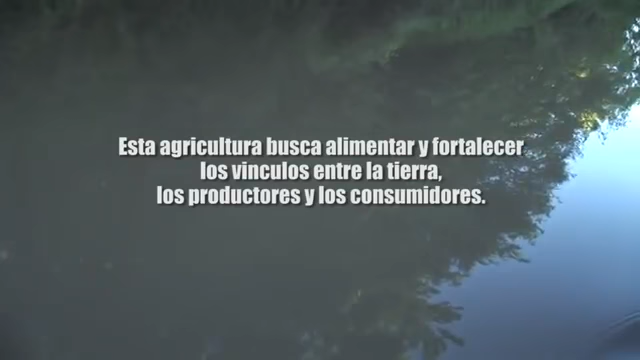 Esta agricultura busca alimentar y fortalecer
los vinculos entre la tierra,
los productores y los consumidores.